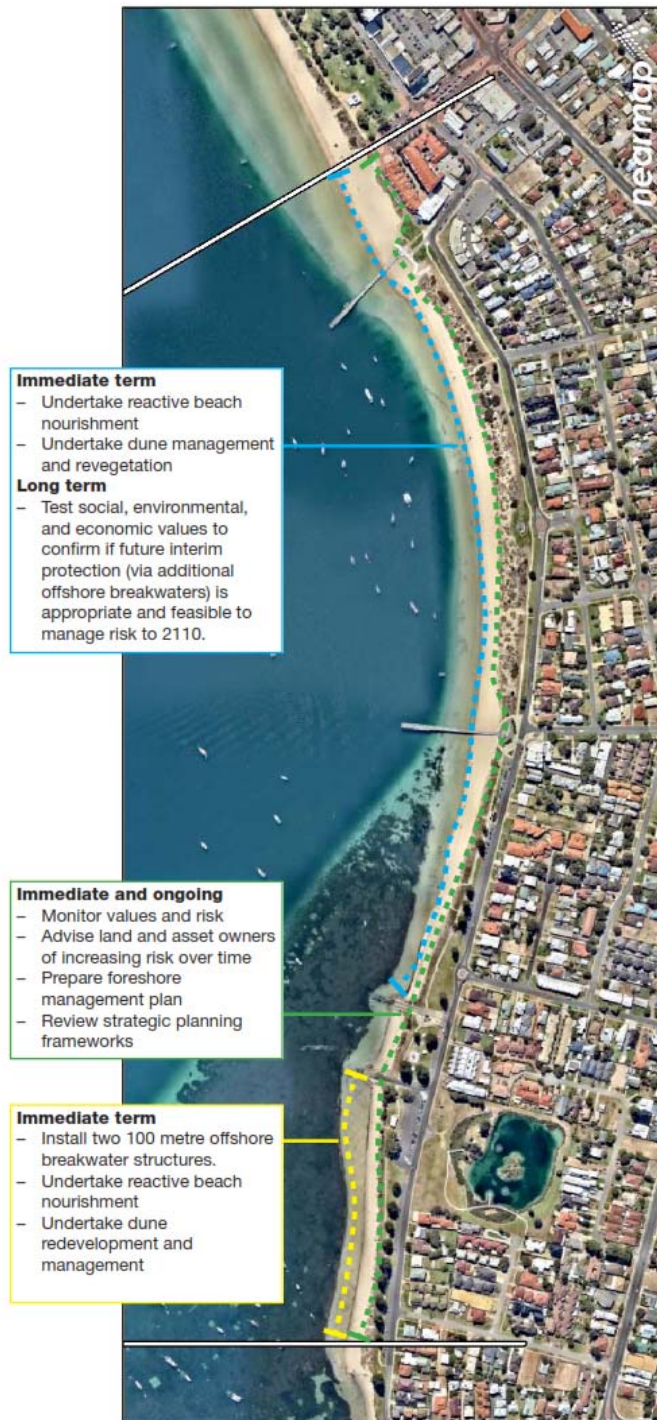 nearmap
Immediate term
– Undertake reactive beach
nourishment
– Undertake dune management
and revegetation
Long term
– Test social, environmental,
and economic values to
confirm if future interim
protection (via additional
offshore breakwaters) is
appropriate and feasible to
manage risk to 2110.
Immediate and ongoing
– Monitor values and risk
– Advise land and asset owners
of increasing risk over time
– Prepare foreshore
management plan
– Review strategic planning
frameworks
Immediate term
– Install two 100 metre offshore
breakwater structures.
– Undertake reactive beach
nourishment
– Undertake dune
redevelopment and
management